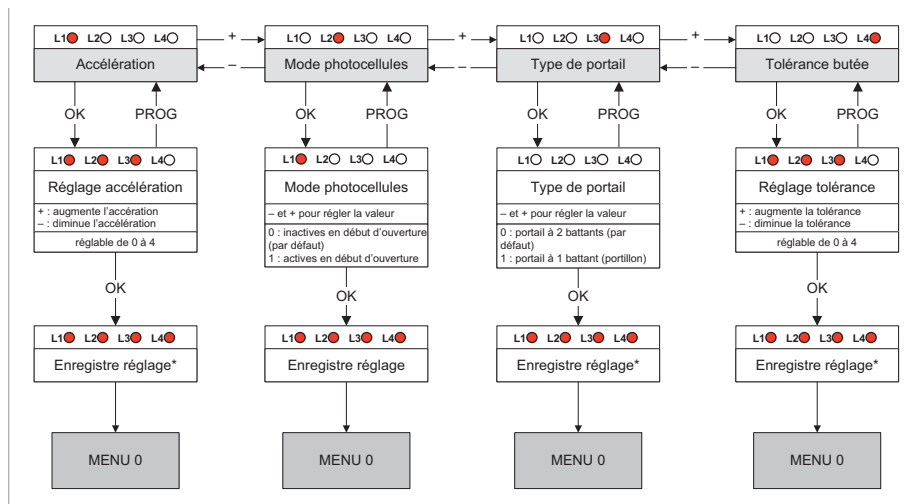 L1 L2 L3 L4 + L1 L2 L3 L4 + L1 L2 L3 L4 + L1 L2 L3 L4
Accélération – Mode photocellules – Type de portail – Tolérance butée
OK PROG OK PROG OK PROG OK PROG
L1 L2 L3 L4
Réglage accélération
+ : augmente l'accération
– : diminue l'accélération
réglable de 0 à 4
L1 L2 L3 L4
Mode photocellules
– et + pour régler la valeur
0 : inactives en début d'ouverture
(par défaut)
1 : actives en début d'ouverture
L1 L2 L3 L4
Type de portail
– et + pour régler la valeur
0 : portail à 2 battants (par
défaut)
1 : portail à 1 battant (portillon)
L1 L2 L3 L4
Réglage tolérance
+ : augmente la tolérance
– : diminue la tolérance
réglable de 0 à 4
OK OK OK OK
L1 L2 L3 L4 L1 L2 L3 L4 L1 L2 L3 L4 L1 L2 L3 L4
Enregistre réglage* Enregistre réglage Enregistre réglage* Enregistre réglage*
MENU 0 MENU 0 MENU 0 MENU 0